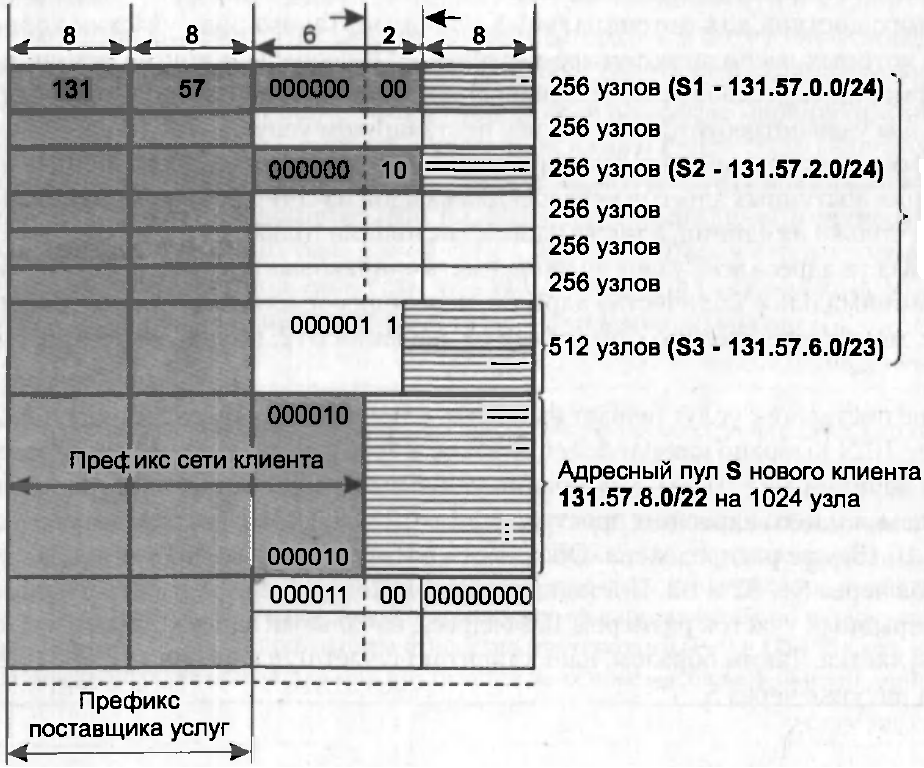 8 8 6 2 8
131 57 000000 00 256 узлов (S1 - 131.57.0.0/24)
256 узлов
000000 10 256 узлов (S2 - 131.57.2.0/24)
256 узлов
256 узлов
256 узлов
000001 1 512 узлов (S3 - 131.57.6.0/23)
000010
Префикс сети клиента
Адресный пул S нового клиента
131.57.8.0/22 на 1024 узла
000010
000011 00 00000000
Префикс
поставщика услуг